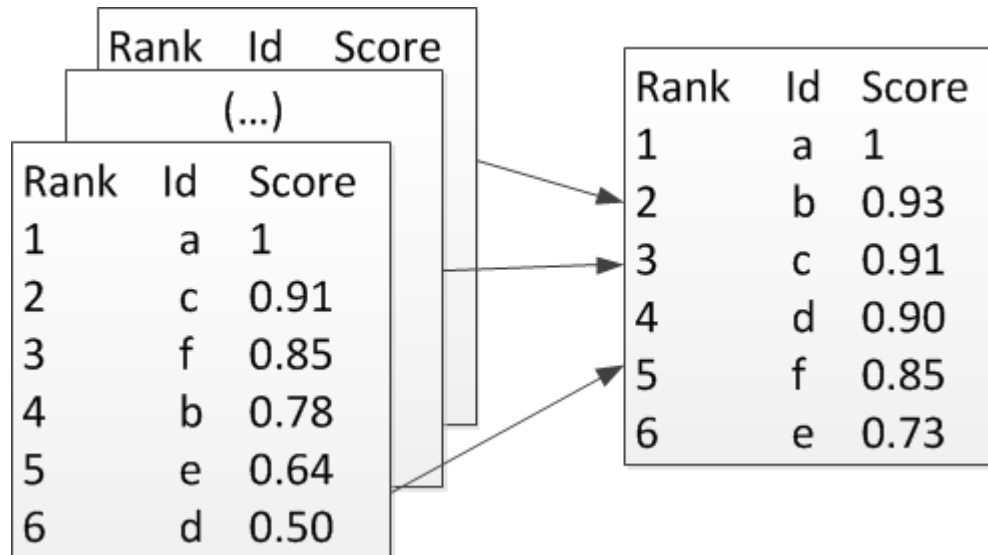 Rank Id Score
(...)
Rank Id Score
1 a 1
2 c 0.91
3 f 0.85
4 b 0.78
5 e 0.64
6 d 0.50
Rank Id Score
1 a 1
2 b 0.93
3 c 0.91
4 d 0.90
5 f 0.85
6 e 0.73